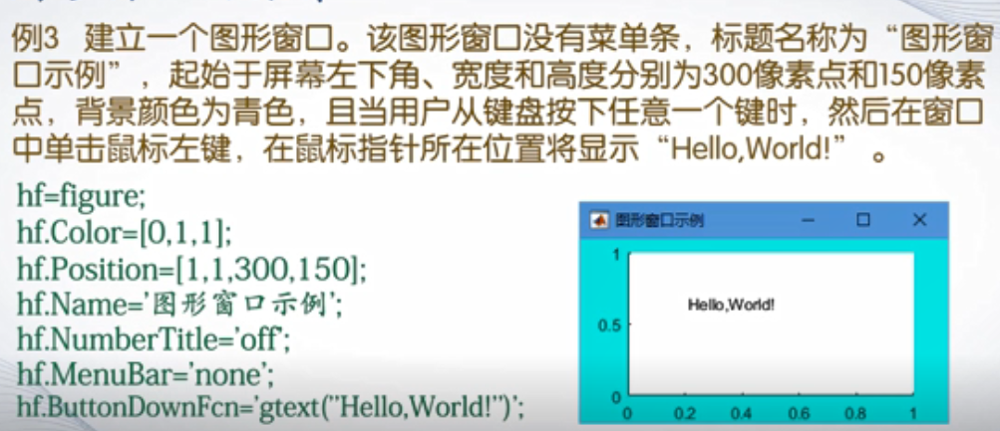 例3 建立一个图形窗口。该图形窗口没有菜单条，标题名称为“图形窗
口示例”，起始于屏幕左下角、宽度和高度分别为300像素点和150像素
点，背景颜色为青色，且当用户从键盘按下任意一个键时，然后在窗口
中单击鼠标左键，在鼠标指针所在位置将显示“Hello,World!” 。
hf=figure;
hf.Color=[0,1,1];
hf.Position=[1,1,300,150];
hf.Name='图形窗口示例';
hf.NumberTitle='off';
hf.MenuBar='none';
hf.ButtonDownFcn='gtext("Hello,World!")';
图形窗口示例
1
Hello,World!
0.5
0
0 0.2 0.4 0.6 0.8 1